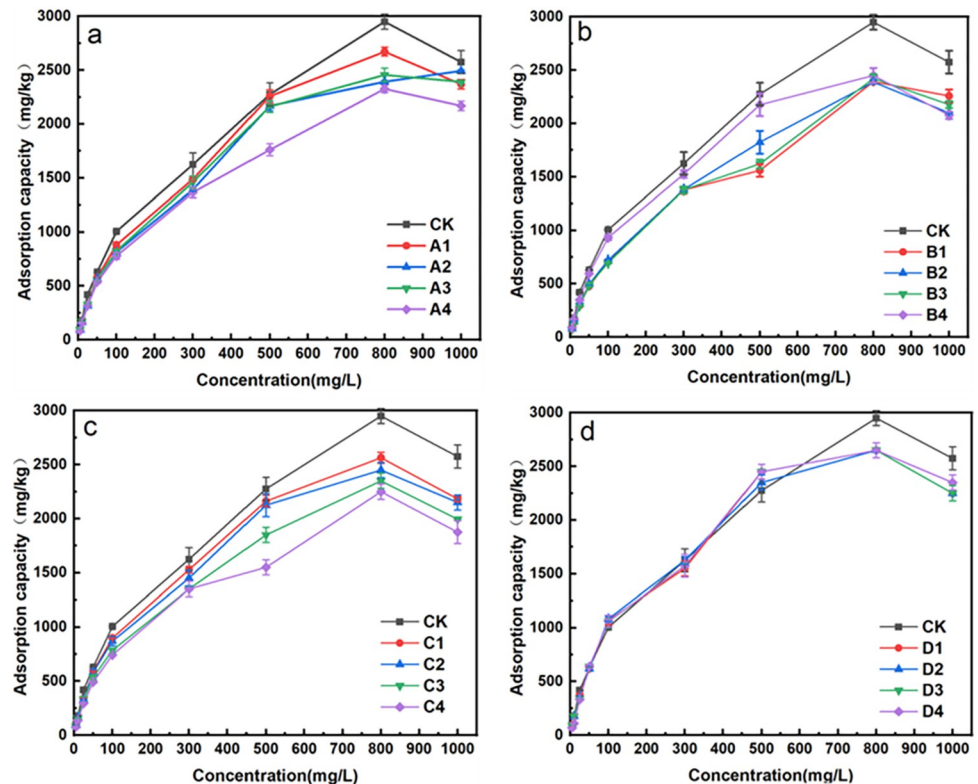 a
3000
2500
2000
1500
1000
500
0
Adsorption capacity（mg/kg）
0 100 200 300 400 500 600 700 800 900 1000
Concentration(mg/L)
CK
A1
A2
A3
A4
b
3000
2500
2000
1500
1000
500
0
Adsorption capacity（mg/kg）
0 100 200 300 400 500 600 700 800 900 1000
Concentration(mg/L)
CK
B1
B2
B3
B4
c
3000
2500
2000
1500
1000
500
0
Adsorption capacity（mg/kg）
0 100 200 300 400 500 600 700 800 900 1000
Concentration(mg/L)
CK
C1
C2
C3
C4
d
3000
2500
2000
1500
1000
500
0
Adsorption capacity（mg/kg）
0 100 200 300 400 500 600 700 800 900 1000
Concentration(mg/L)
CK
D1
D2
D3
D4